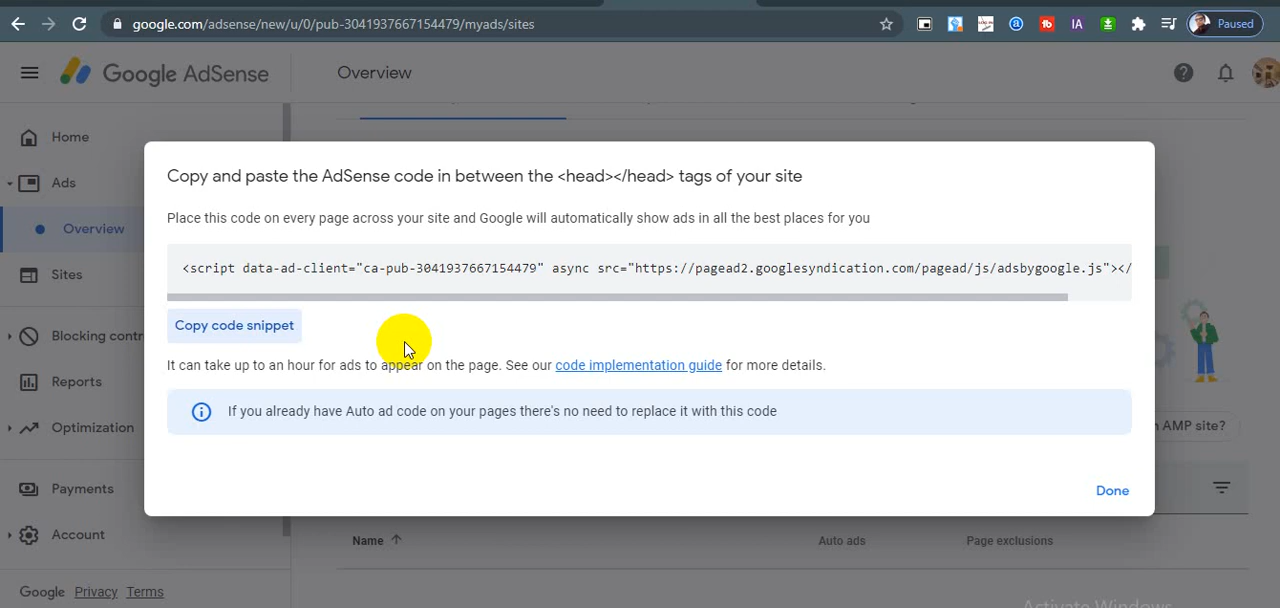 google.com/adsense/new/u/0/pub-3041937667154479/myads/sites
IA
Paused
Google AdSense
Overview
Home
Ads
Overview
Sites
Blocking contr
Reports
Optimization
Payments
Account
Google Privacy Terms
Copy and paste the AdSense code in between the <head></head> tags of your site
Place this code on every page across your site and Google will automatically show ads in all the best places for you
<script data-ad-client="ca-pub-3041937667154479" async src="https://pagead2.googlesyndication.com/pagead/js/adsbygoogle.js"></
Copy code snippet
It can take up to an hour for ads to appear on the page. See our code implementation guide for more details.
If you already have Auto ad code on your pages there's no need to replace it with this code
Done
n AMP site?
Name
Auto ads
Page exclusions
Activate Windows